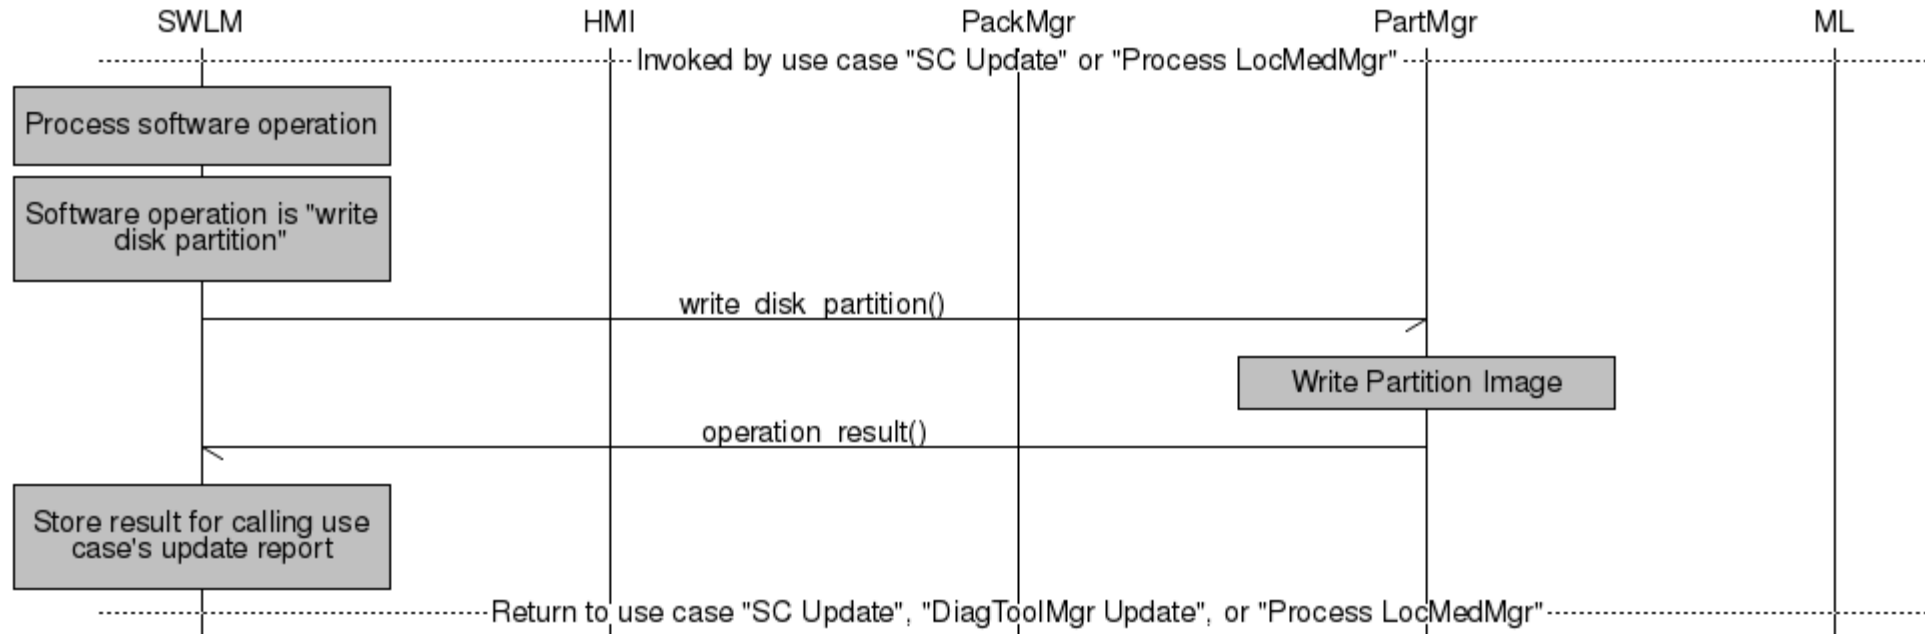 SWLM HMI PackMgr PartMgr ML
Invoked by use case "SC Update" or "Process LocMedMgr"
Process software operation
Software operation is "write
disk partition"
write_disk_partition()
Write Partition Image
operation_result()
Store result for calling use
case's update report
Return to use case "SC Update", "DiagToolMgr Update", or "Process LocMedMgr"